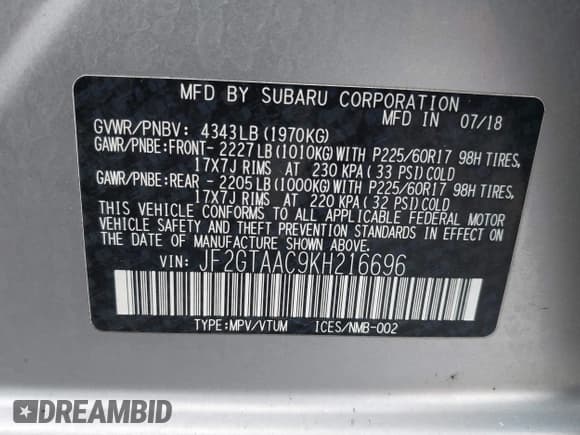 MFD BY SUBARU CORPORATION
MFD IN 07/18
GVWR/PNBV: 4343LB(1970KG)
GAWR/PNBE:FRONT- 2227LB(1010KG)WITH P225/60R17 98H TIRES,
17X7J RIMS AT 230 KPA( 33 PSI)COLD
GAWR/PNBE:REAR - 2205LB(1000KG)WITH P225/60R17 98H TIRES,
17X7J RIMS AT 220 KPA( 32 PSI)COLD
THIS VEHICLE CONFORMS TO ALL APPLICABLE FEDERAL MOTOR
VEHICLE SAFETY AND THEFT PREVENTION STANDARDS IN EFFECT
ON THE DATE OF MANUFACTURE SHOWN ABOVE.
VIN: JF2GTAAC9KH216696
TYPE:MPV/VTUM ICES/NMB-002
DREAMBID